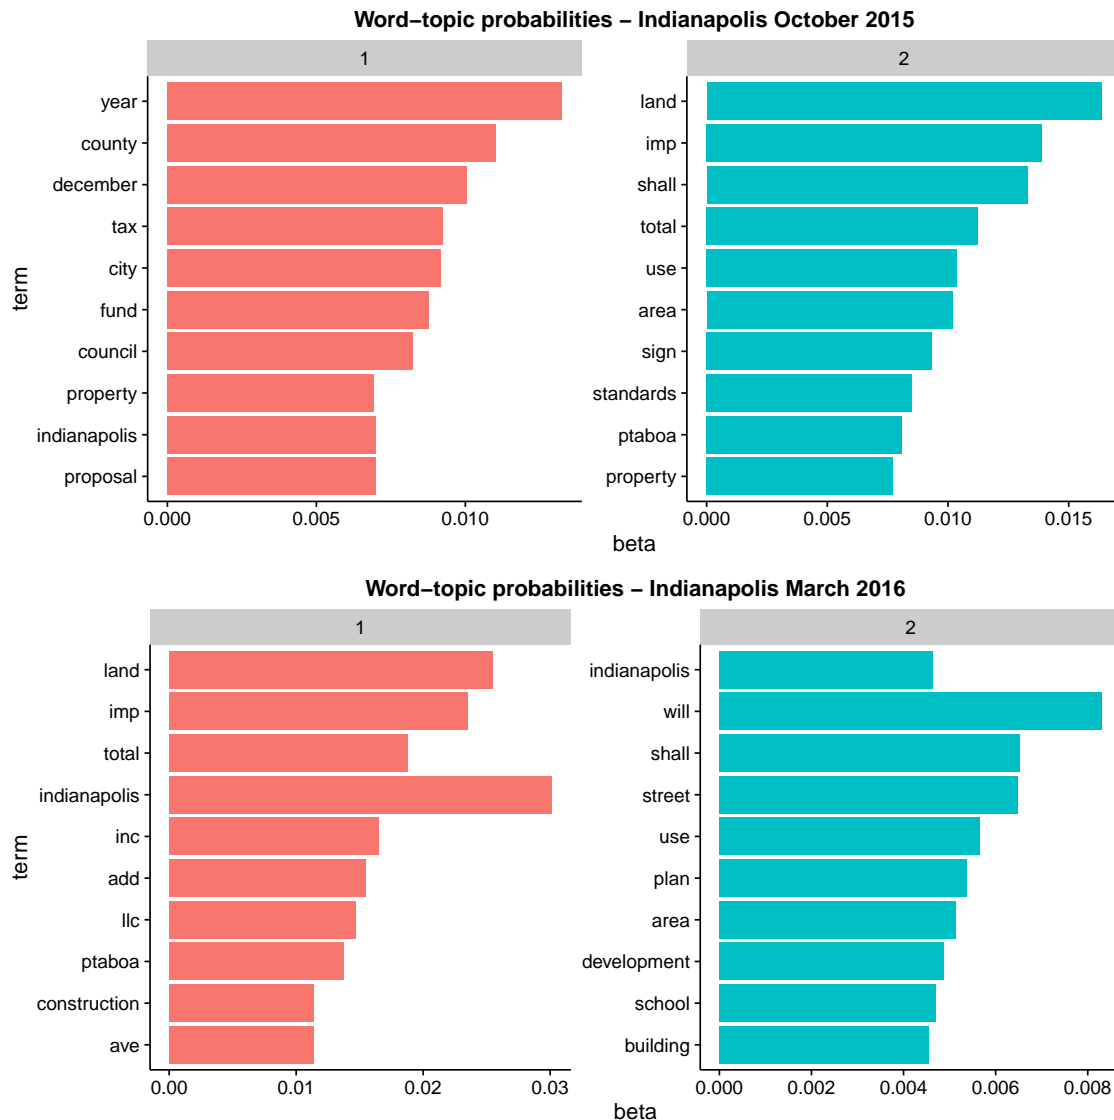 Word−topic probabilities − Indianapolis October 2015
1
2
term
year
county
december
tax
city
fund
council
property
indianapolis
proposal
0.000 0.005 0.010
land
imp
shall
total
use
area
sign
standards
ptaboa
property
0.000 0.005 0.010 0.015
beta
Word−topic probabilities − Indianapolis March 2016
1
2
term
land
imp
total
indianapolis
inc
add
llc
ptaboa
construction
ave
0.00 0.01 0.02 0.03
indianapolis
will
shall
street
use
plan
area
development
school
building
0.000 0.002 0.004 0.006 0.008
beta